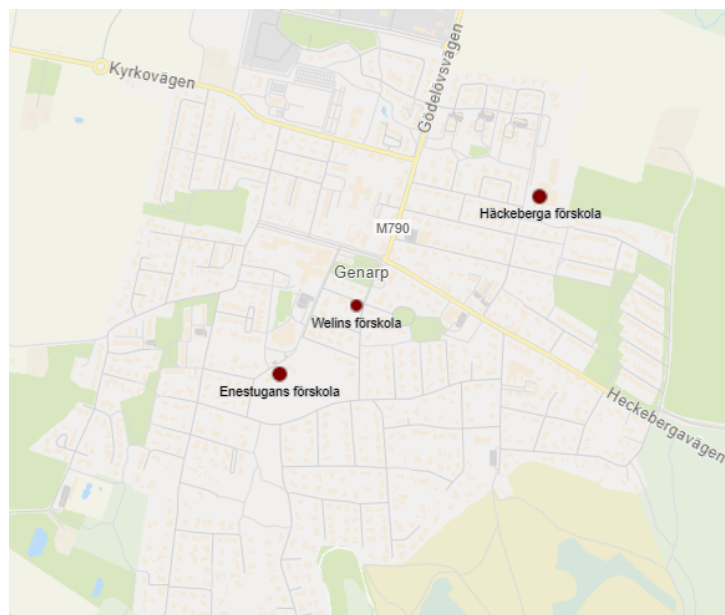 Kyrkovägen
Gödelövsvägen
Häckeberga förskola
M790
Genarp
Welins förskola
Enestugans förskola
Heckebergavägen